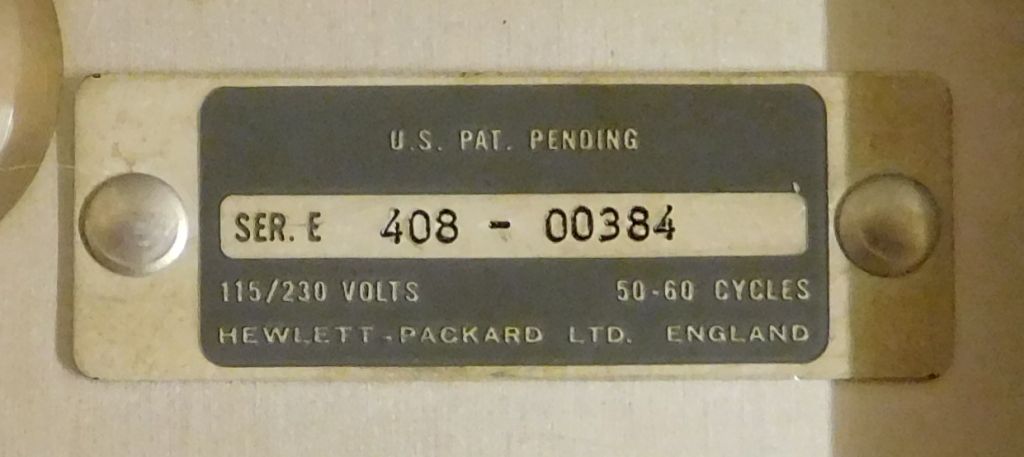 U.S. PAT. PENDING
SER. E 408 - 00384
115/230 VOLTS 50-60 CYCLES
HEWLETT-PACKARD LTD. ENGLAND